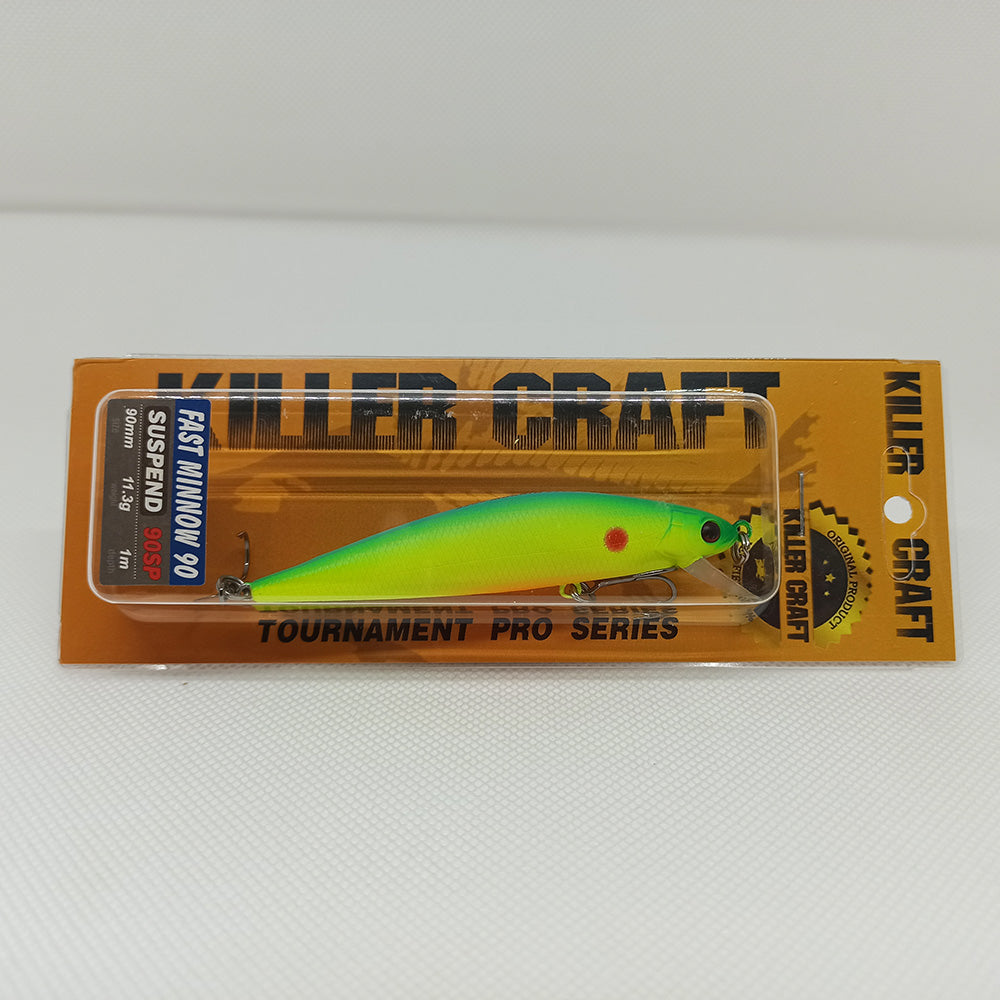 KILLER CRAFT
FAST MINNOW 90
SUSPEND 90SP
SIZE
90mm 11.3g 1m
TOURNAMENT PRO SERIES
ORIGINAL PRODUCT
KILLER CRAFT
KILLER CRAFT